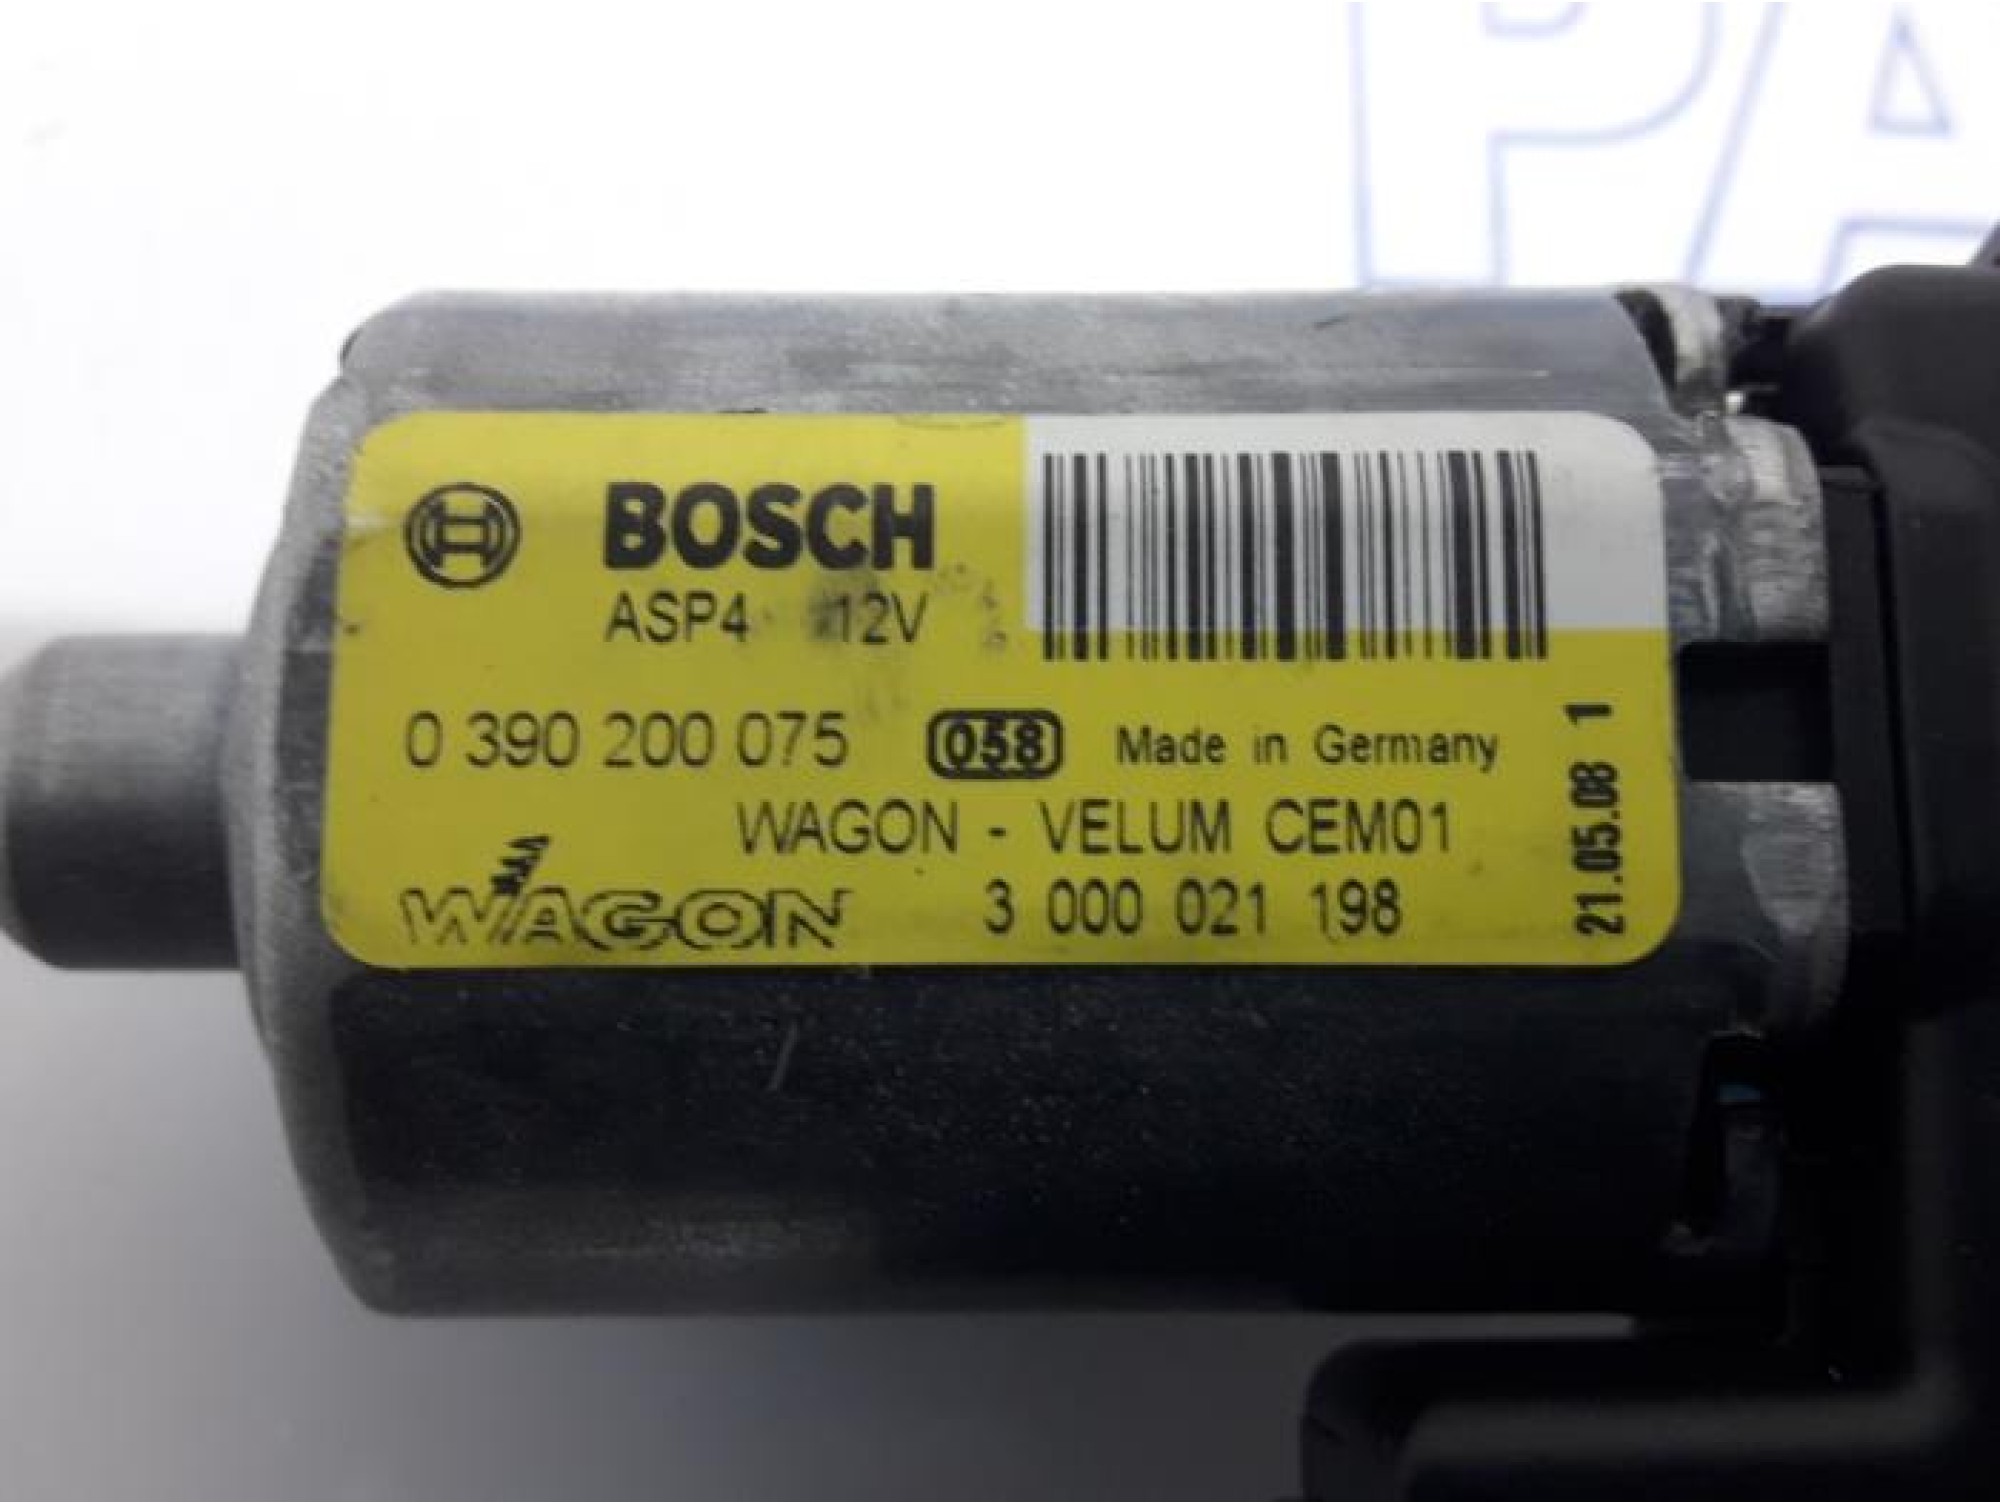 PA
BOSCH
ASP4 12V
0 390 200 075 058 Made in Germany
WAGON - VELUM CEM01
WAGON 3 000 021 198
21.05.08 1